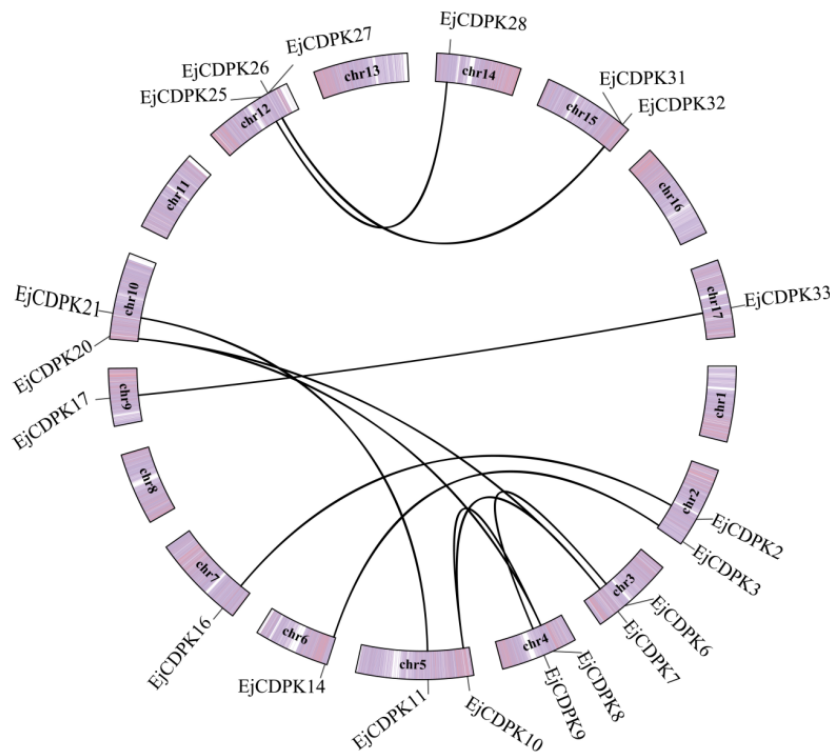 EjCDPK28
EjCDPK27
EjCDPK26
EjCDPK25
chr13
chr14
EjCDPK31
EjCDPK32
chr12
chr15
chr11
chr16
EjCDPK21
chr10
EjCDPK33
chr17
EjCDPK20
EjCDPK17
chr9
chr1
chr8
chr2
EjCDPK2
EjCDPK3
chr7
chr3
EjCDPK6
EjCDPK7
EjCDPK16
chr6
chr4
chr5
EjCDPK8
EjCDPK9
EjCDPK14
EjCDPK11
EjCDPK10